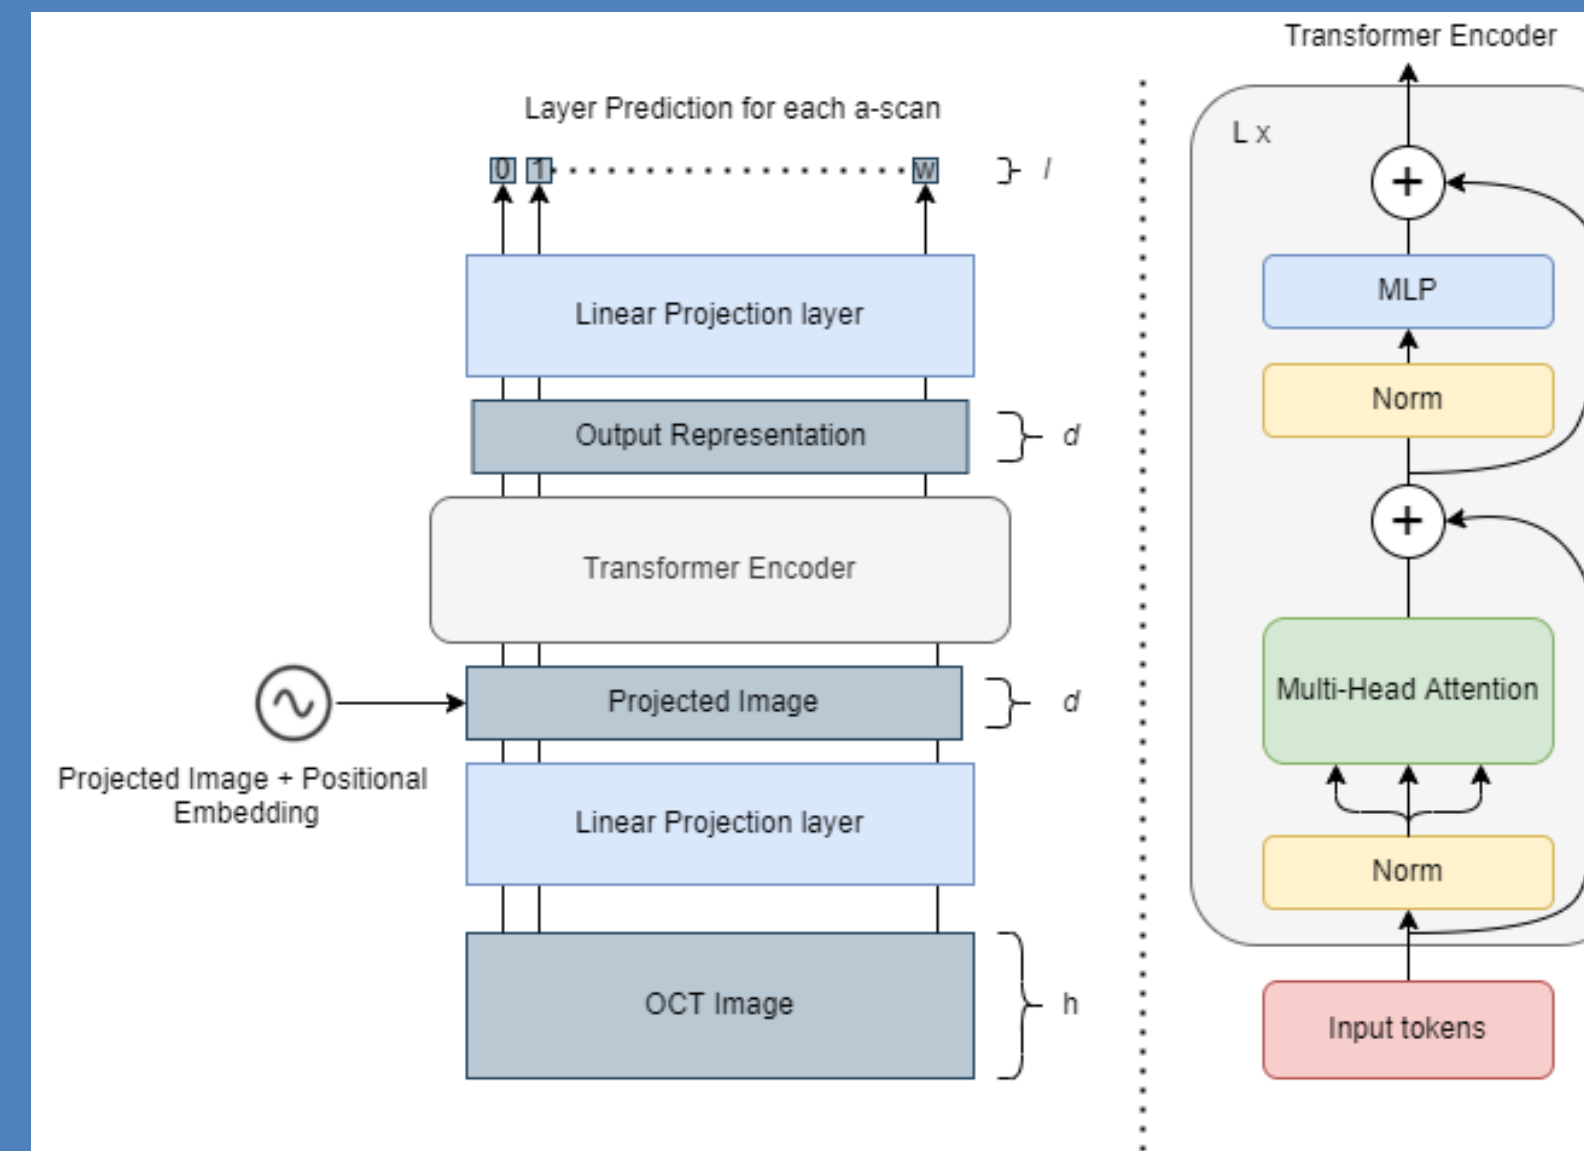 Layer Prediction for each a-scan
0 1 w l
Linear Projection layer
Output Representation d
Transformer Encoder
Projected Image d
Projected Image + Positional
Embedding
Linear Projection layer
OCT Image h
Transformer Encoder
L x
+
MLP
Norm
+
Multi-Head Attention
Norm
Input tokens